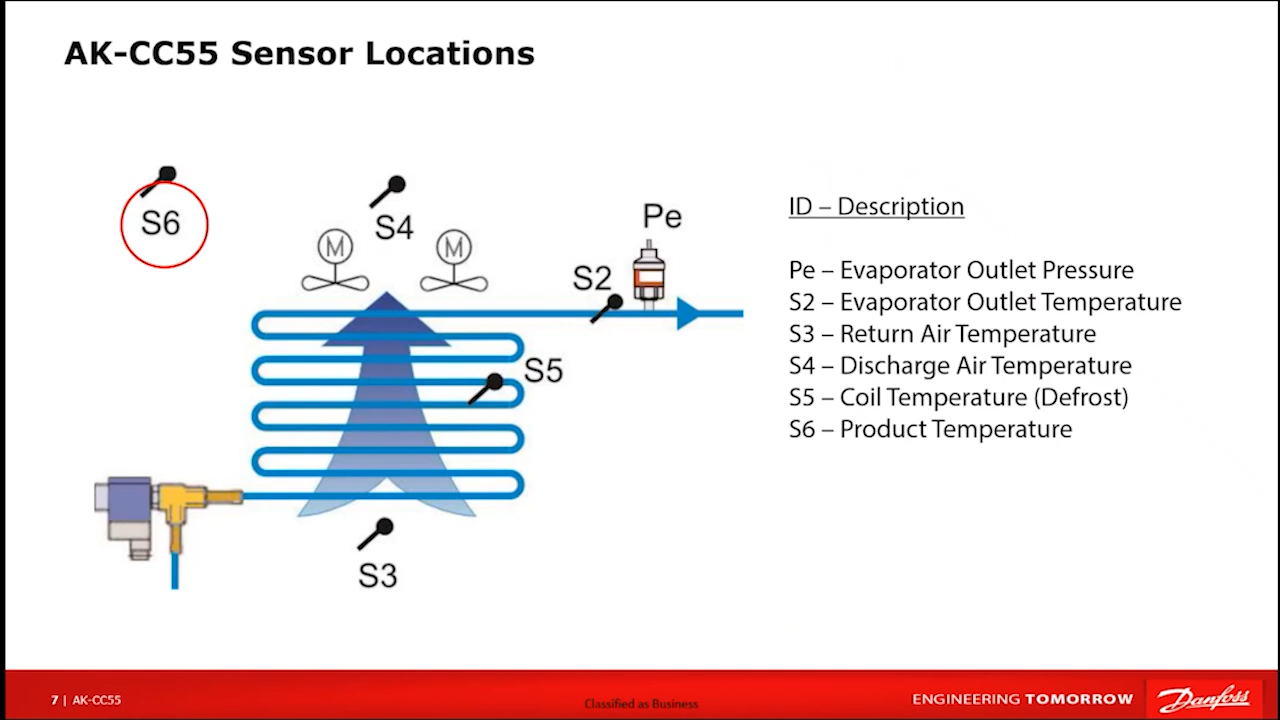 AK-CC55 Sensor Locations
S6
S4
M
M
Pe
S2
S5
S3
ID – Description
Pe – Evaporator Outlet Pressure
S2 – Evaporator Outlet Temperature
S3 – Return Air Temperature
S4 – Discharge Air Temperature
S5 – Coil Temperature (Defrost)
S6 – Product Temperature
7 | AK-CC55
Classified as Business
ENGINEERING TOMORROW
Danfoss